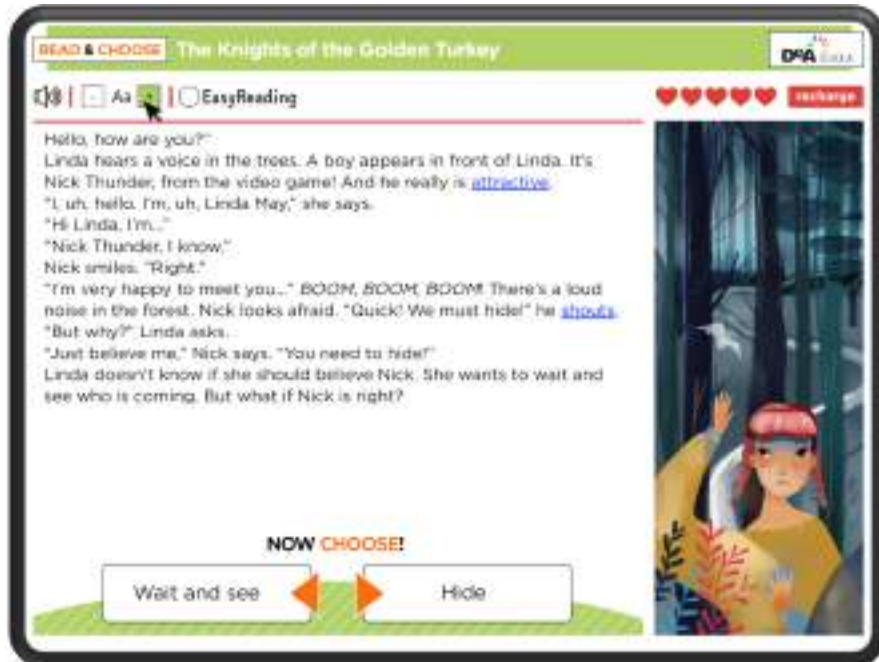 READ & CHOOSE The Knights of the Golden Turkey
DeA
- Aa + EasyReading recharge
Hello, how are you?"
Linda hears a voice in the trees. A boy appears in front of Linda. It's
Nick Thunder, from the video game! And he really is attractive.
"I, uh, hello. I'm, uh, Linda May," she says.
"Hi Linda, I'm..."
"Nick Thunder, I know,"
Nick smiles. "Right."
"I'm very happy to meet you..." BOOM, BOOM, BOOM! There's a loud
noise in the forest. Nick looks afraid. "Quick! We must hide!" he shouts.
"But why?" Linda asks.
"Just believe me," Nick says. "You need to hide!"
Linda doesn't know if she should believe Nick. She wants to wait and
see who is coming. But what if Nick is right?
NOW CHOOSE!
Wait and see Hide